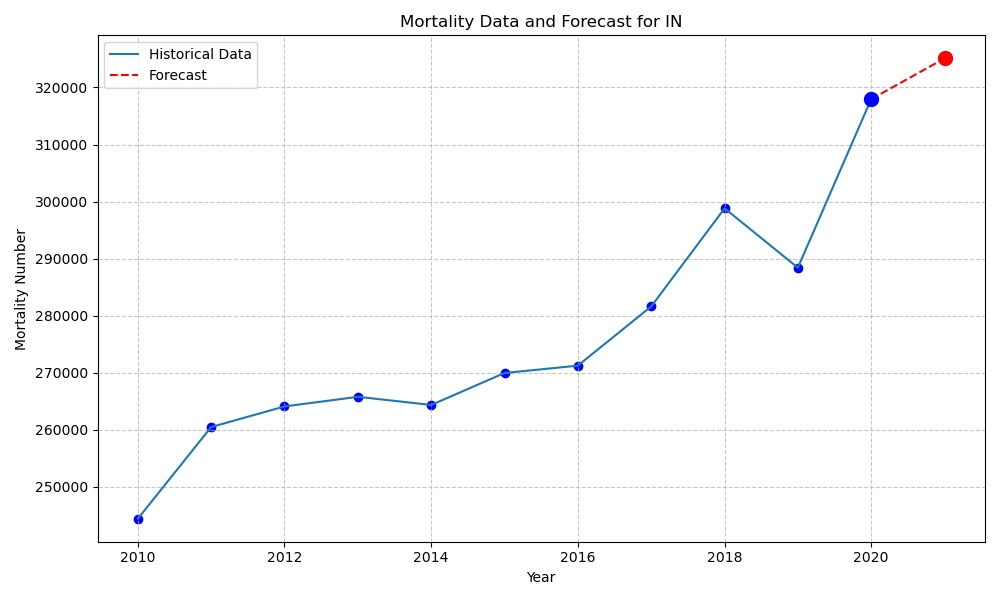 Mortality Data and Forecast for IN
Historical Data
Forecast
320000
310000
300000
290000
280000
270000
260000
250000
Mortality Number
2010
2012
2014
2016
2018
2020
Year